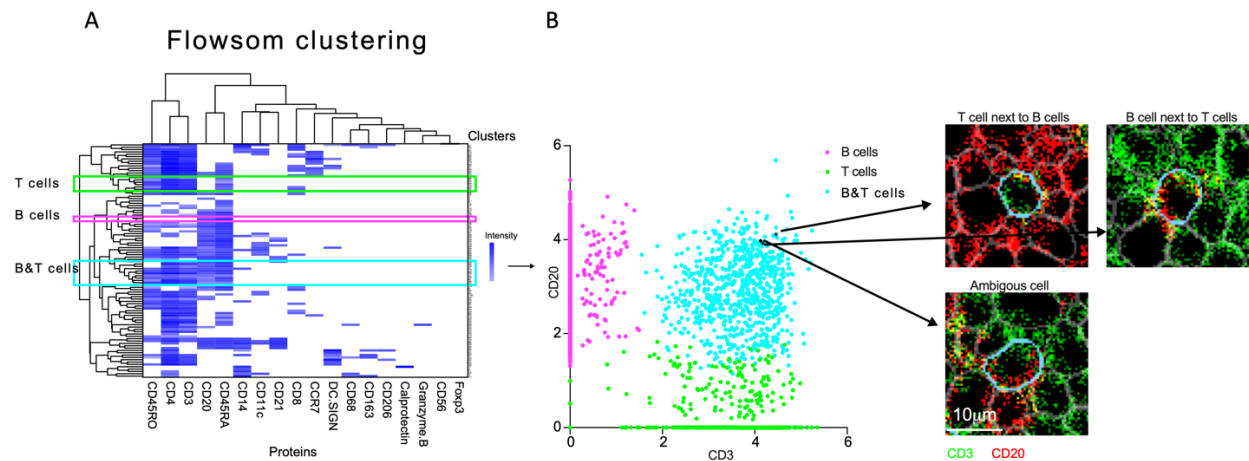 A
Flowsom clustering
Clusters
T cells
B cells
B&T cells
Intensity
CD45RO
CD4
CD3
CD20
CD45RA
CD14
CD11c
CD21
CD8
CCR7
DC.SIGN
CD68
CD163
CD206
Calprotectin
Granzyme.B
CD56
Foxp3
Proteins
B
6
4
2
0
0
2
4
6
CD20
CD3
B cells
T cells
B&T cells
T cell next to B cells
B cell next to T cells
Ambigous cell
10μm
CD3 CD20